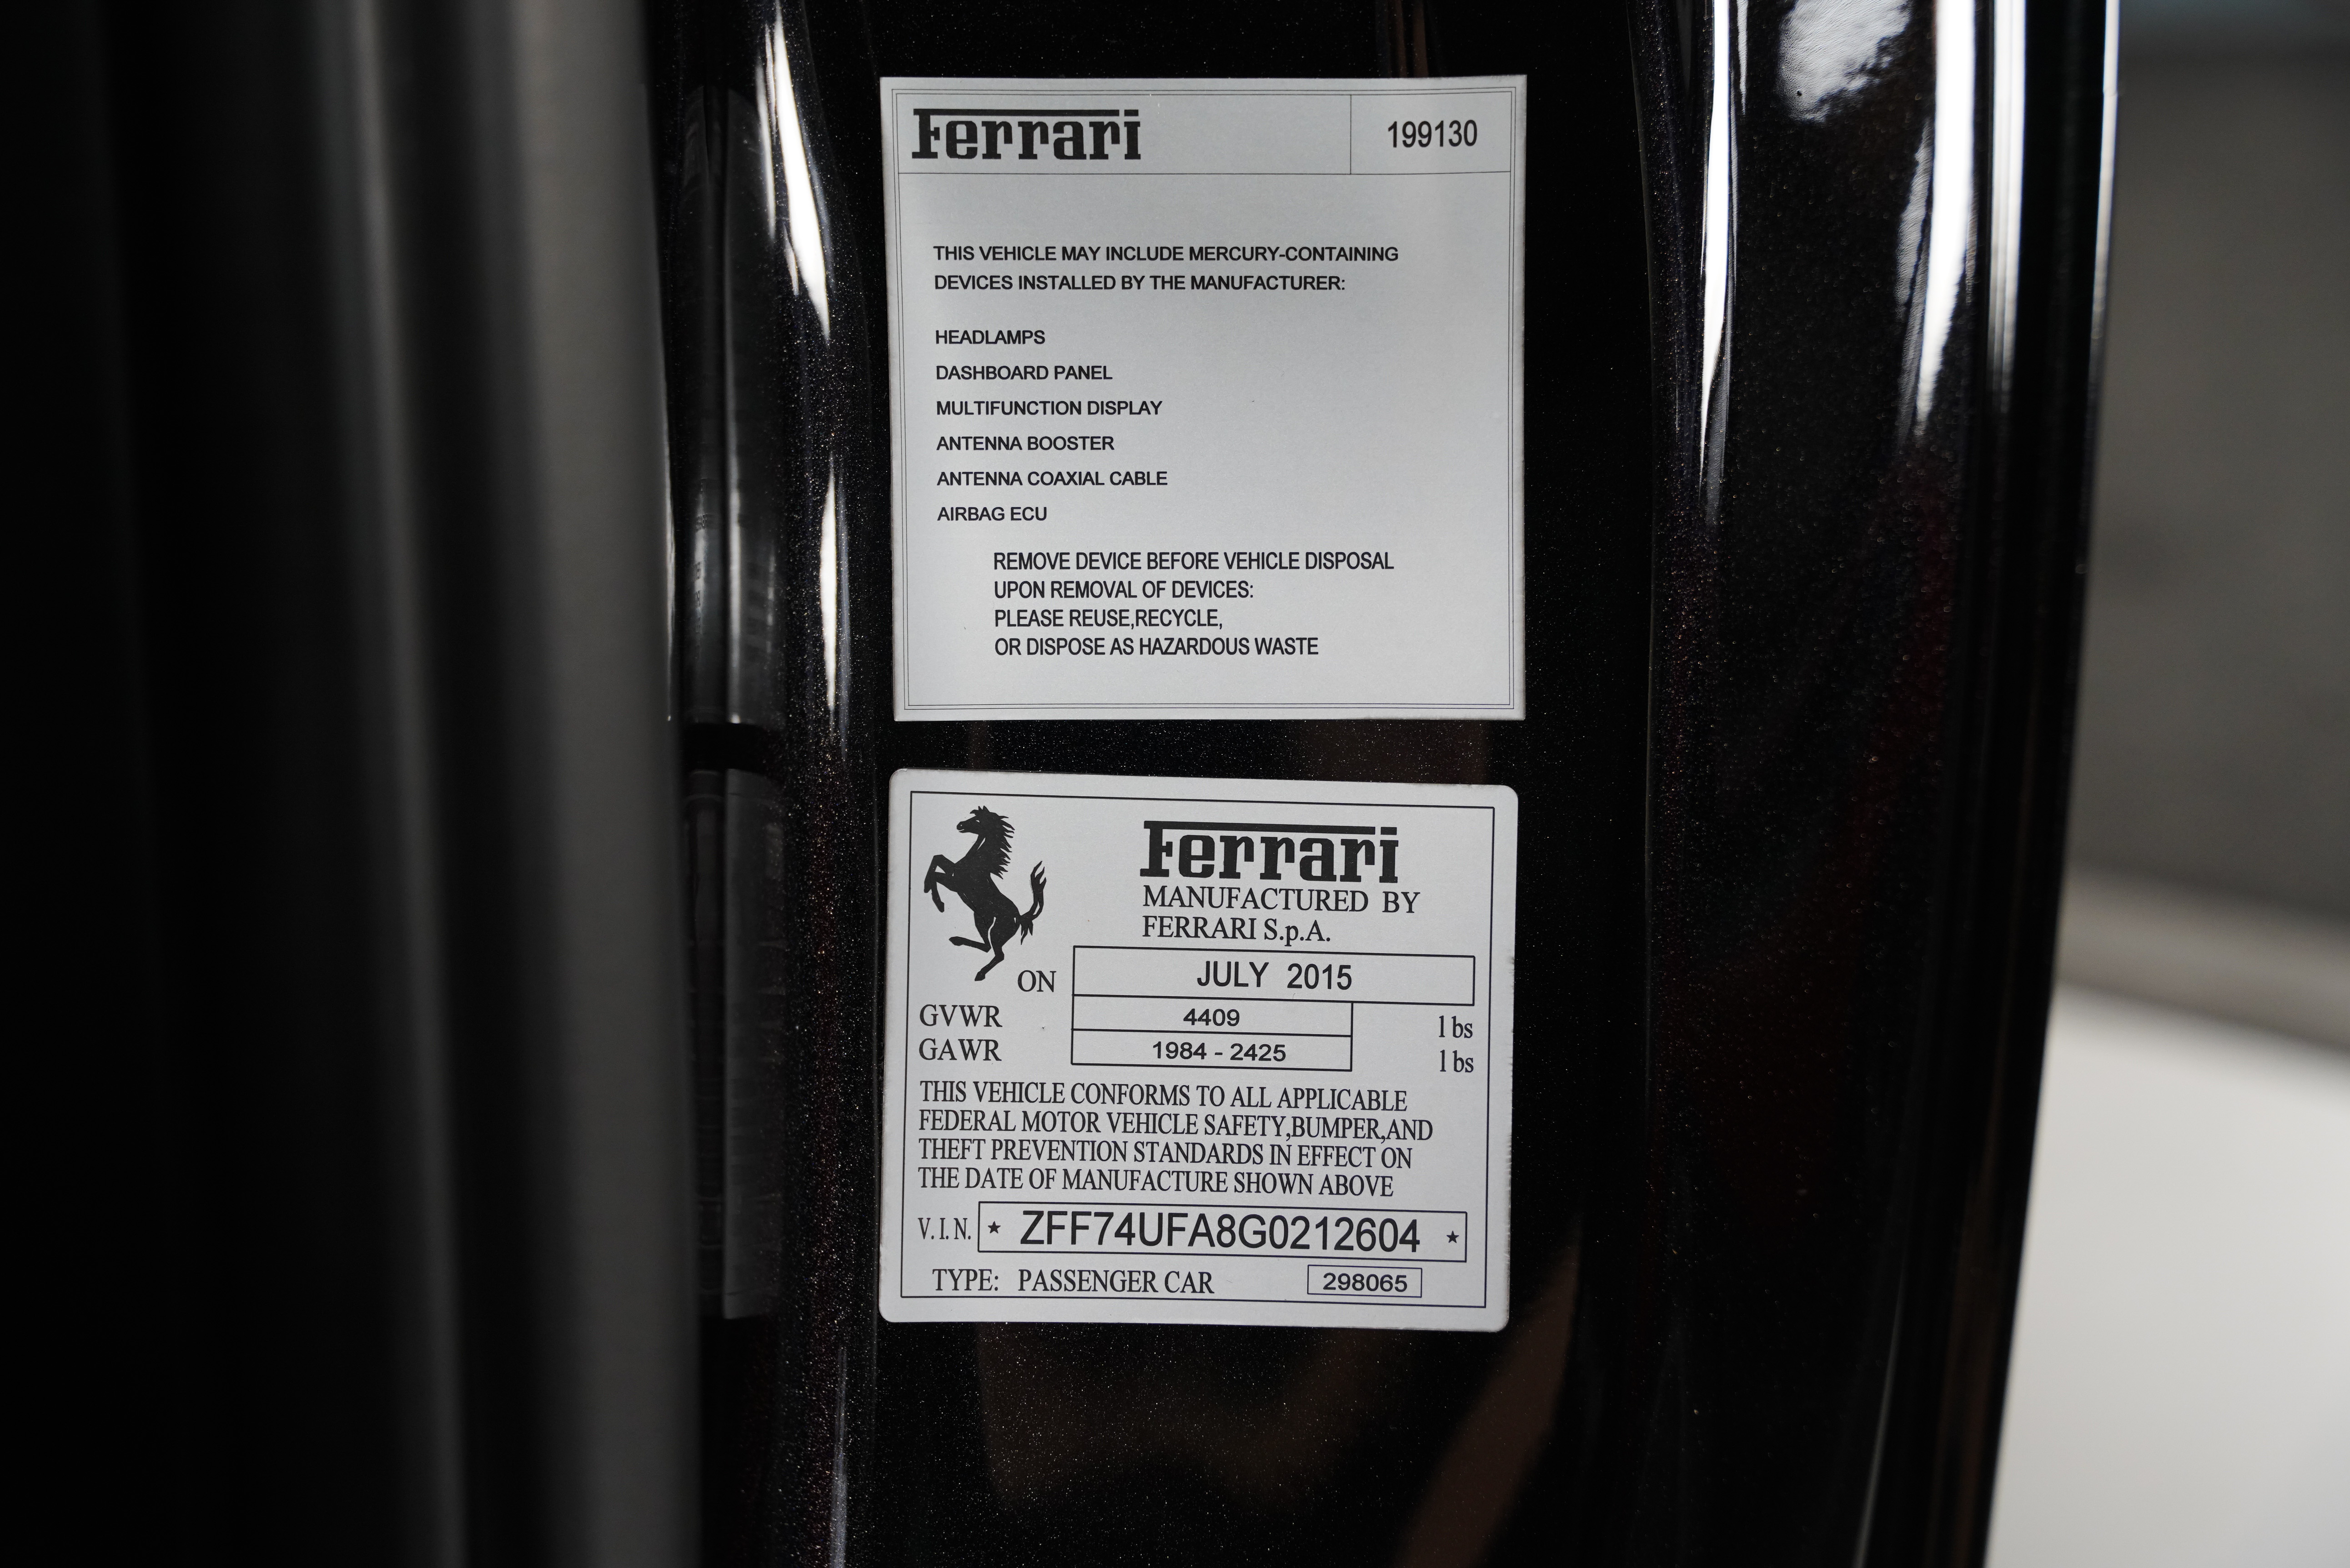 Ferrari 199130
THIS VEHICLE MAY INCLUDE MERCURY-CONTAINING
DEVICES INSTALLED BY THE MANUFACTURER:
HEADLAMPS
DASHBOARD PANEL
MULTIFUNCTION DISPLAY
ANTENNA BOOSTER
ANTENNA COAXIAL CABLE
AIRBAG ECU
REMOVE DEVICE BEFORE VEHICLE DISPOSAL
UPON REMOVAL OF DEVICES:
PLEASE REUSE,RECYCLE,
OR DISPOSE AS HAZARDOUS WASTE
Ferrari
MANUFACTURED BY
FERRARI S.p.A.
ON JULY 2015
GVWR 4409 lbs
GAWR 1984 - 2425 lbs
THIS VEHICLE CONFORMS TO ALL APPLICABLE
FEDERAL MOTOR VEHICLE SAFETY,BUMPER,AND
THEFT PREVENTION STANDARDS IN EFFECT ON
THE DATE OF MANUFACTURE SHOWN ABOVE
V.I.N. ★ ZFF74UFA8G0212604 ★
TYPE: PASSENGER CAR 298065